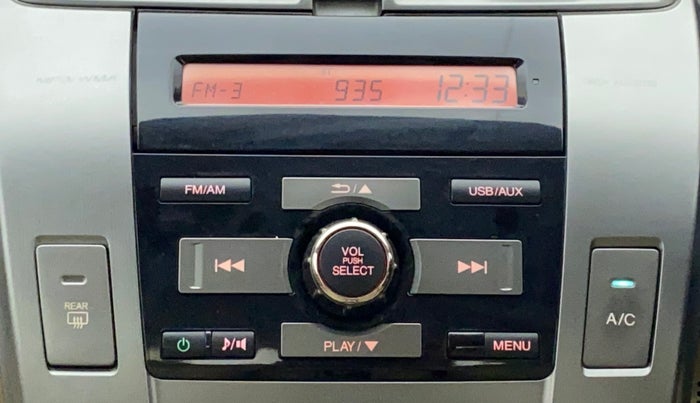 FM-3 935 12:33
FM/AM
USB/AUX
VOL
PUSH
SELECT
REAR
A/C
PLAY/
MENU